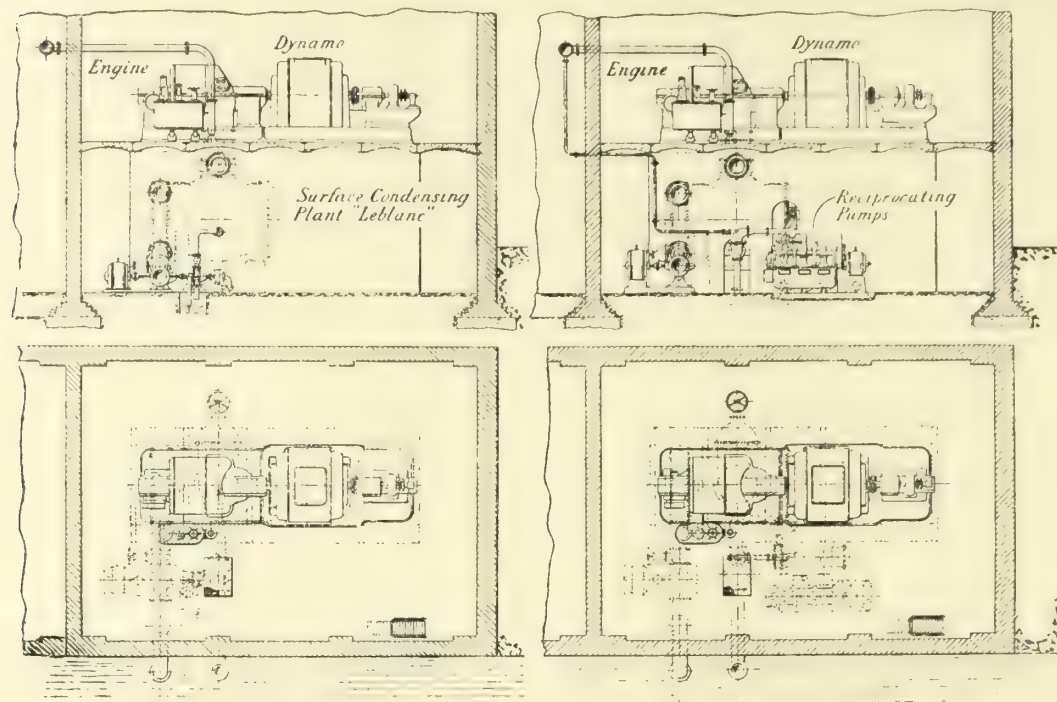 Dynamo
Engine
Surface Condensing
Plant "Leblanc"
Dynamo
Engine
Reciprocating
Pumps